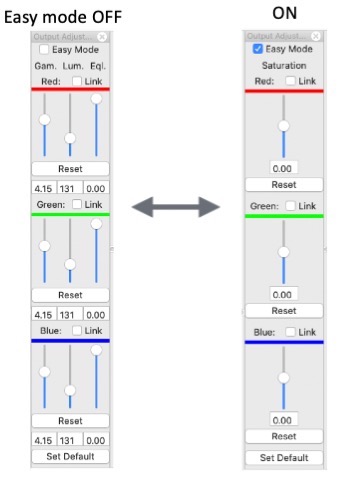 Easy mode OFF
Output Adjust...
Easy Mode
Gam. Lum. Eql.
Red: Link
Reset
4.15 131 0.00
Green: Link
Reset
4.15 131 0.00
Blue: Link
Reset
4.15 131 0.00
Set Default
ON
Output Adjust...
Easy Mode
Saturation
Red: Link
0.00
Reset
Green: Link
0.00
Reset
Blue: Link
0.00
Reset
Set Default